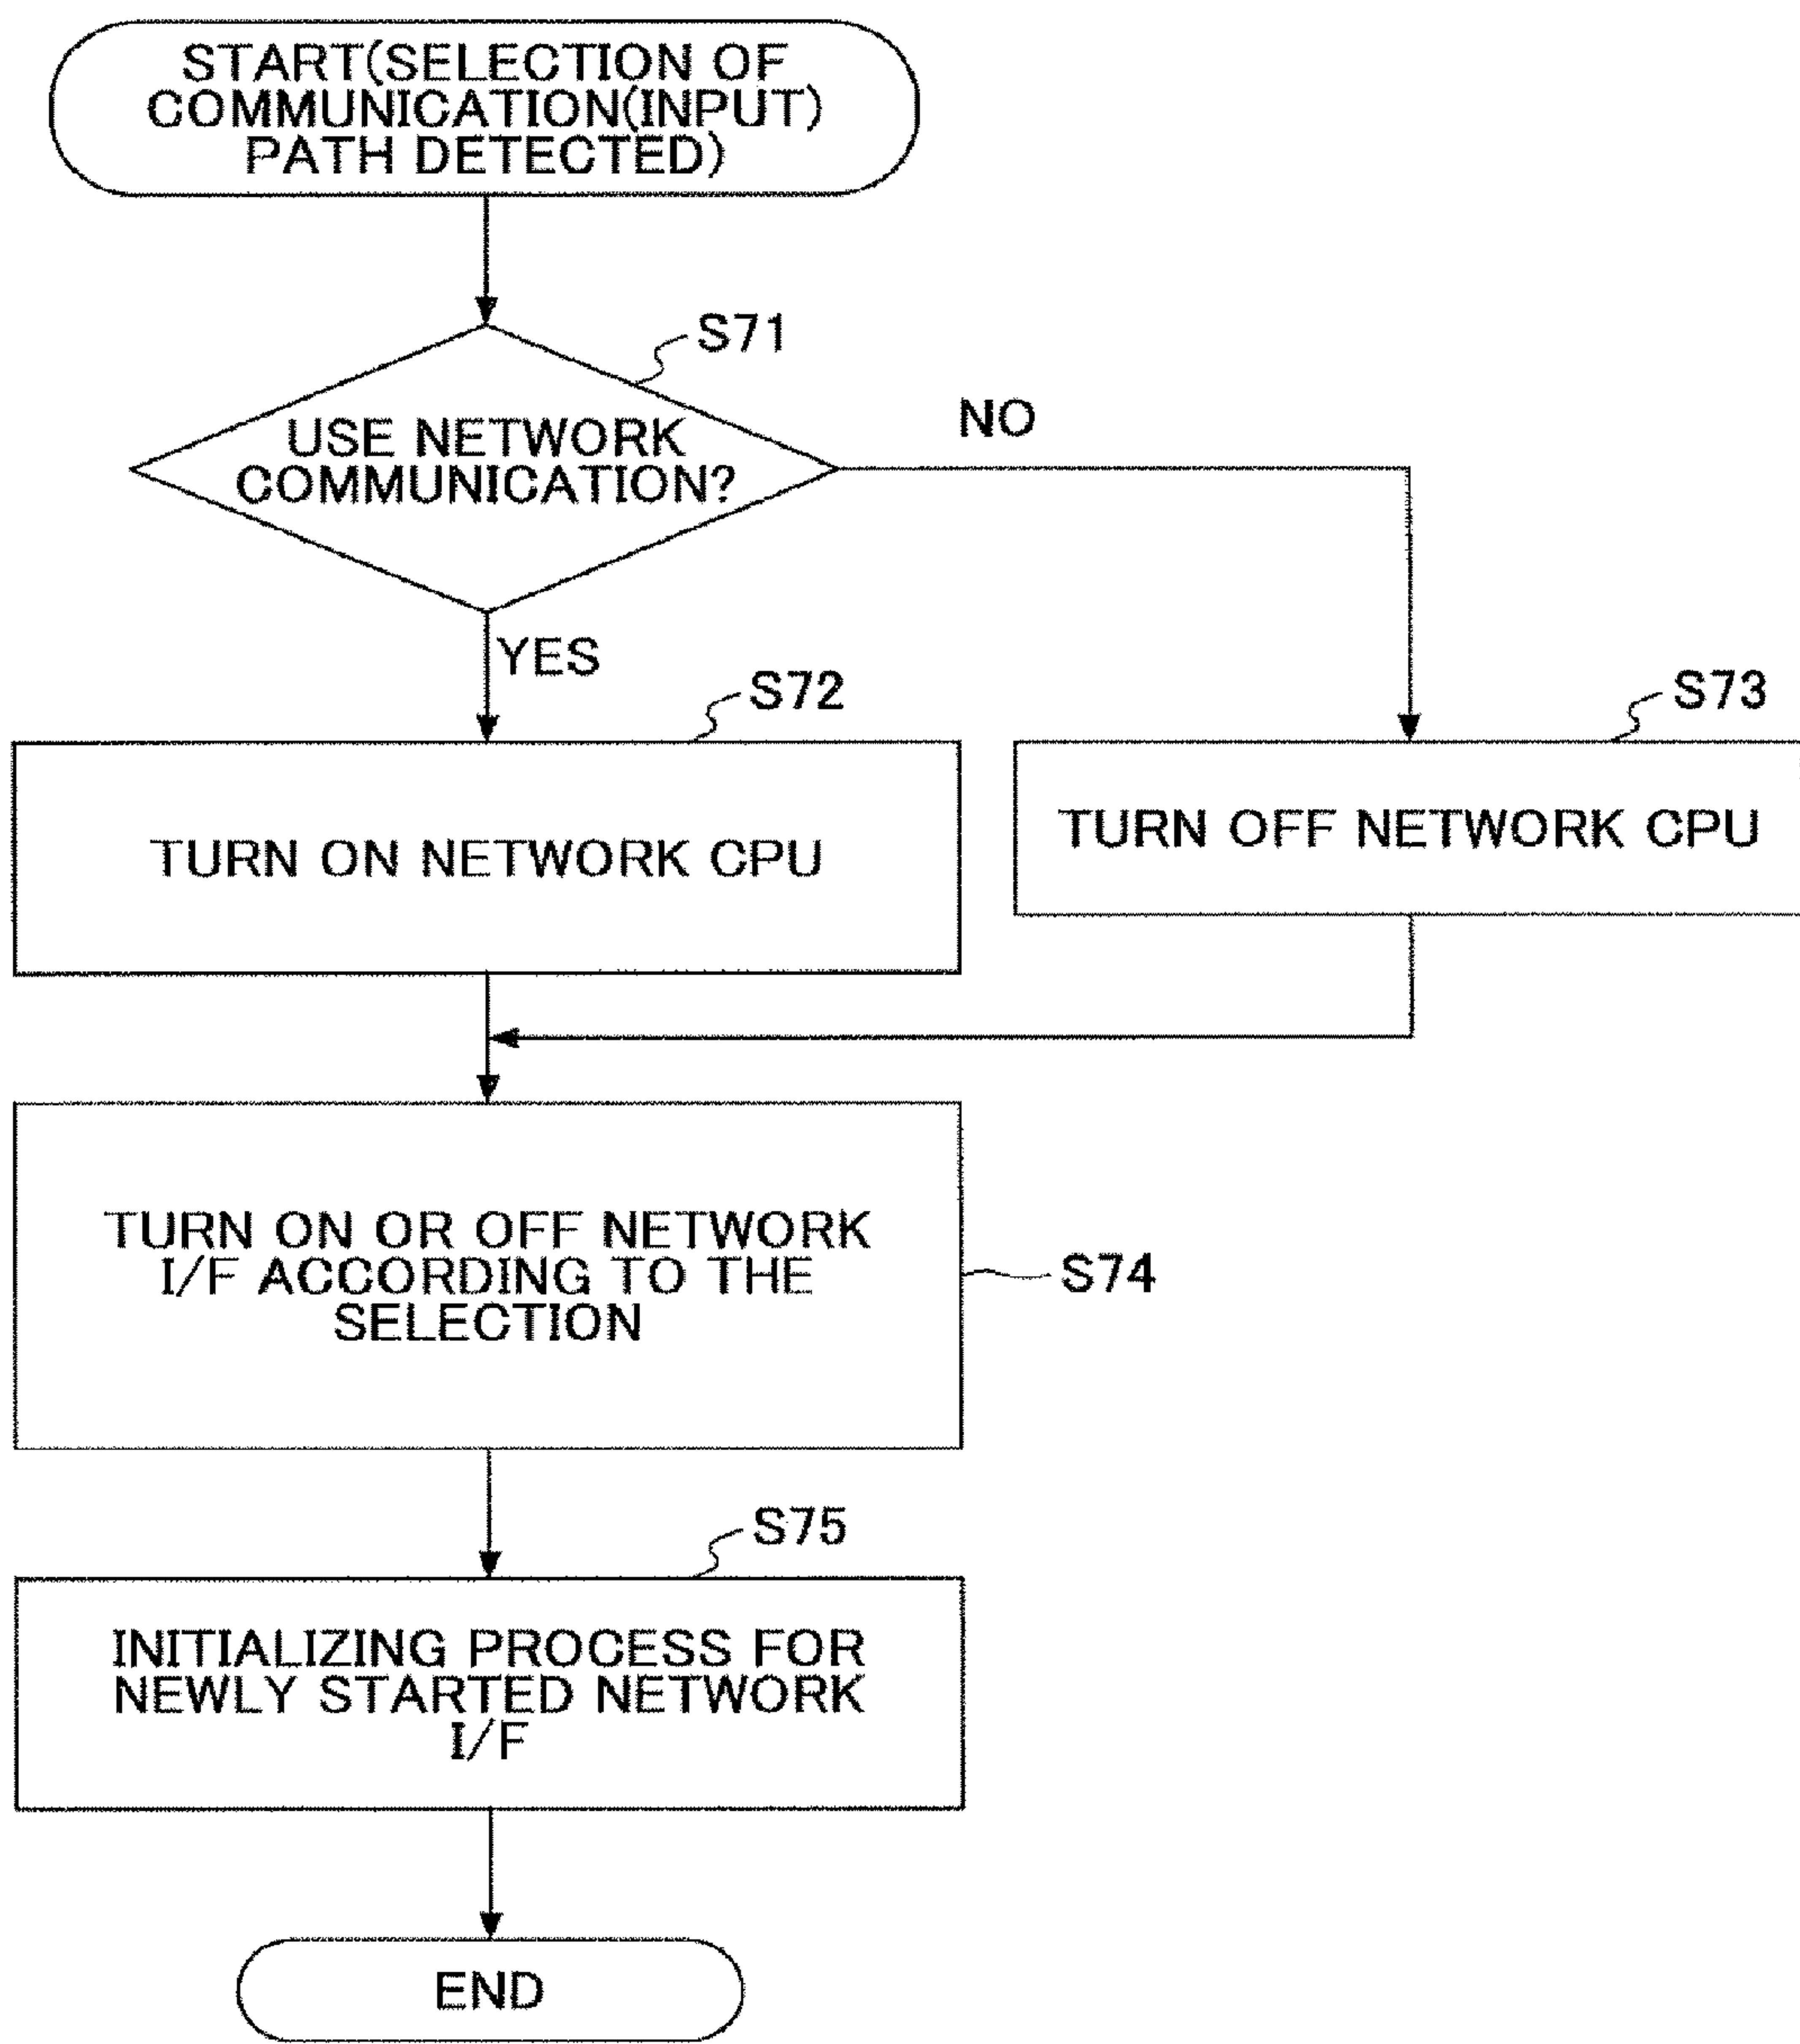 START(SELECTION OF
COMMUNICATION(INPUT)
PATH DETECTED)
S71
USE NETWORK
COMMUNICATION?
NO
YES
S72
TURN ON NETWORK CPU
S73
TURN OFF NETWORK CPU
TURN ON OR OFF NETWORK
I/F ACCORDING TO THE
SELECTION
S74
S75
INITIALIZING PROCESS FOR
NEWLY STARTED NETWORK
I/F
END